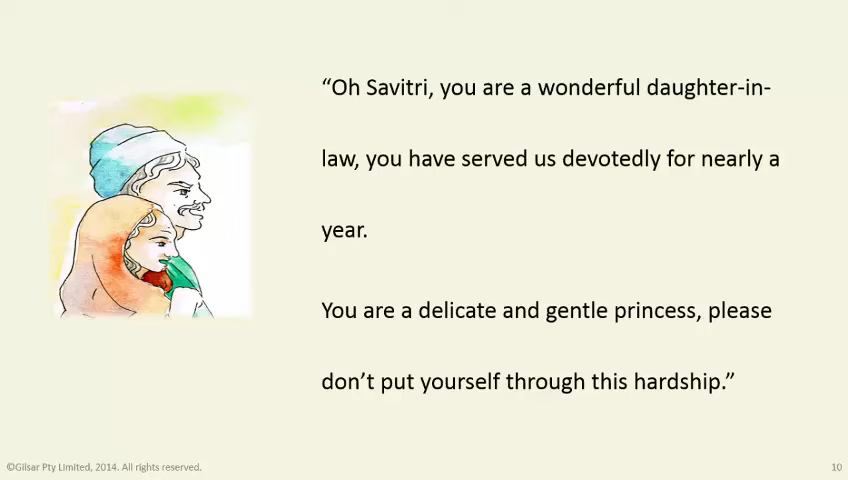 “Oh Savitri, you are a wonderful daughter-in-
law, you have served us devotedly for nearly a
year.
You are a delicate and gentle princess, please
don’t put yourself through this hardship.”
©Gilsar Pty Limited, 2014. All rights reserved.
10